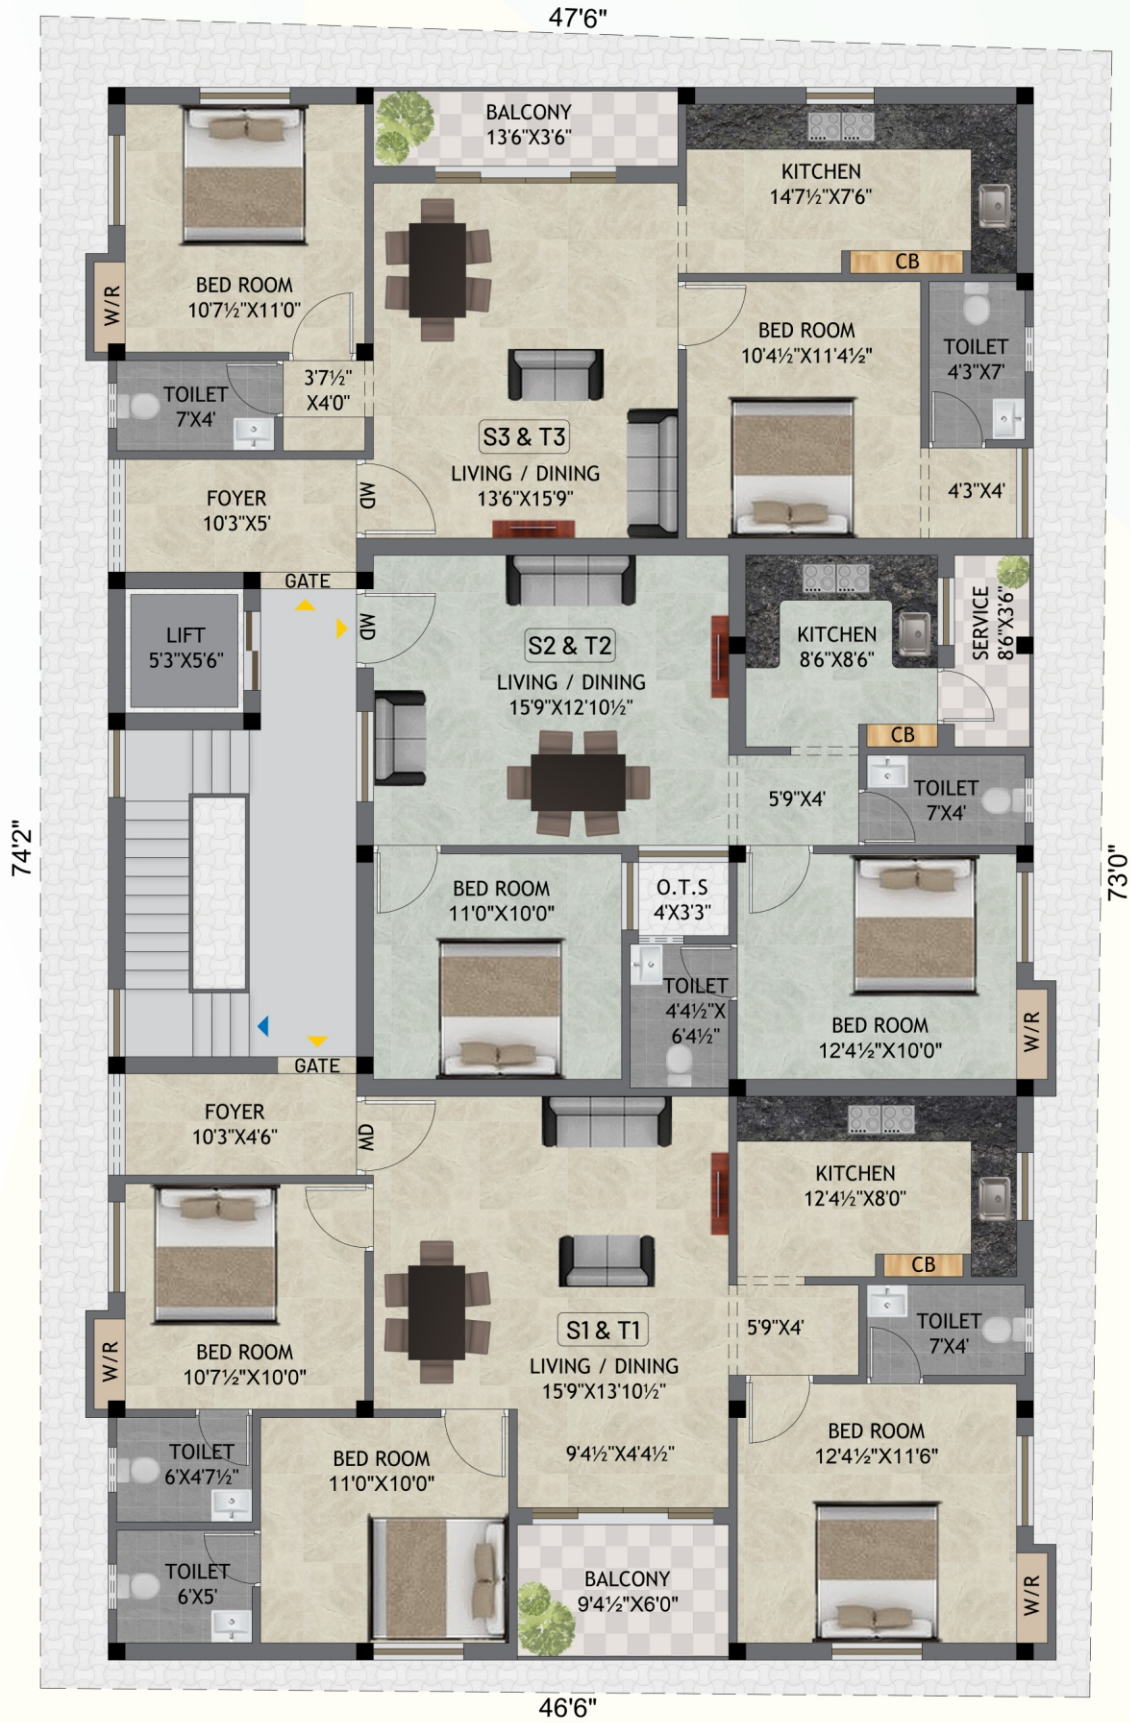 47'6"
BALCONY
13'6"X3'6"
KITCHEN
14'7½"X7'6"
CB
BED ROOM
10'7½"X11'0"
W/R
BED ROOM
10'4½"X11'4½"
TOILET
4'3"X7'
TOILET
7'X4'
3'7½"
X4'0"
S3 & T3
LIVING / DINING
13'6"X15'9"
4'3"X4'
FOYER
10'3"X5'
MD
GATE
LIFT
5'3"X5'6"
MD
S2 & T2
LIVING / DINING
15'9"X12'10½"
KITCHEN
8'6"X8'6"
SERVICE
8'6"X3'6"
CB
5'9"X4'
TOILET
7'X4'
74'2"
73'0"
BED ROOM
11'0"X10'0"
O.T.S
4'X3'3"
TOILET
4'4½"X
6'4½"
BED ROOM
12'4½"X10'0"
W/R
GATE
FOYER
10'3"X4'6"
MD
KITCHEN
12'4½"X8'0"
CB
S1 & T1
LIVING / DINING
15'9"X13'10½"
5'9"X4'
TOILET
7'X4'
BED ROOM
10'7½"X10'0"
W/R
9'4½"X4'4½"
BED ROOM
12'4½"X11'6"
TOILET
6'X4'7½"
BED ROOM
11'0"X10'0"
TOILET
6'X5'
BALCONY
9'4½"X6'0"
W/R
46'6"